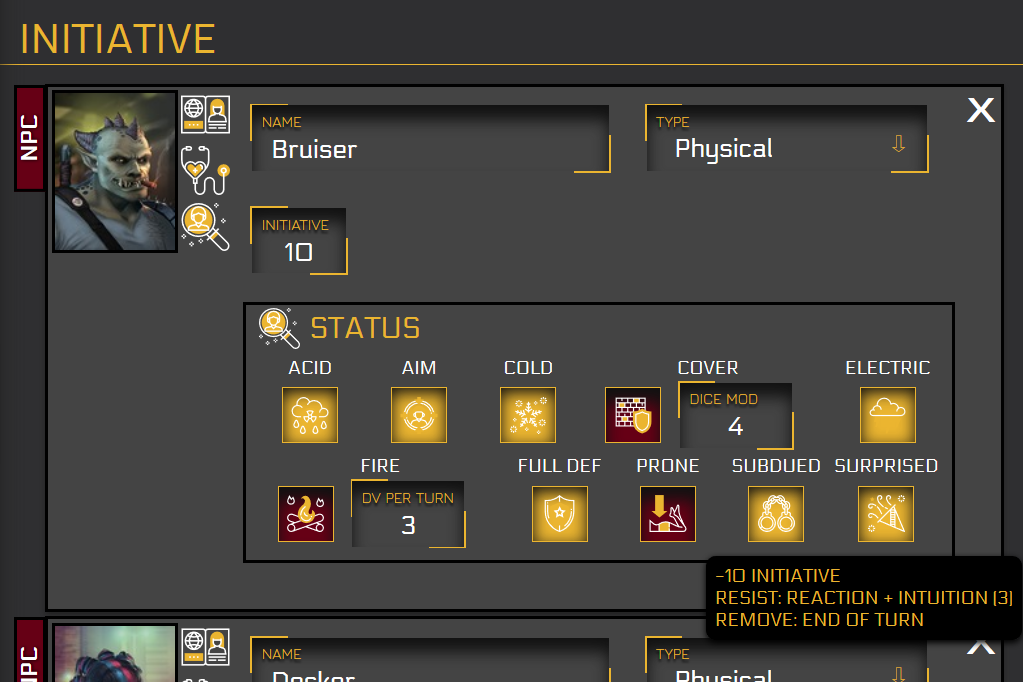 INITIATIVE
NPC
NAME
Bruiser
TYPE
Physical
X
INITIATIVE
10
STATUS
ACID
AIM
COLD
COVER
DICE MOD
4
ELECTRIC
FIRE
DV PER TURN
3
FULL DEF
PRONE
SUBDUED
SURPRISED
-10 INITIATIVE
RESIST: REACTION + INTUITION (3)
REMOVE: END OF TURN
NPC
NAME
TYPE
Physical
X